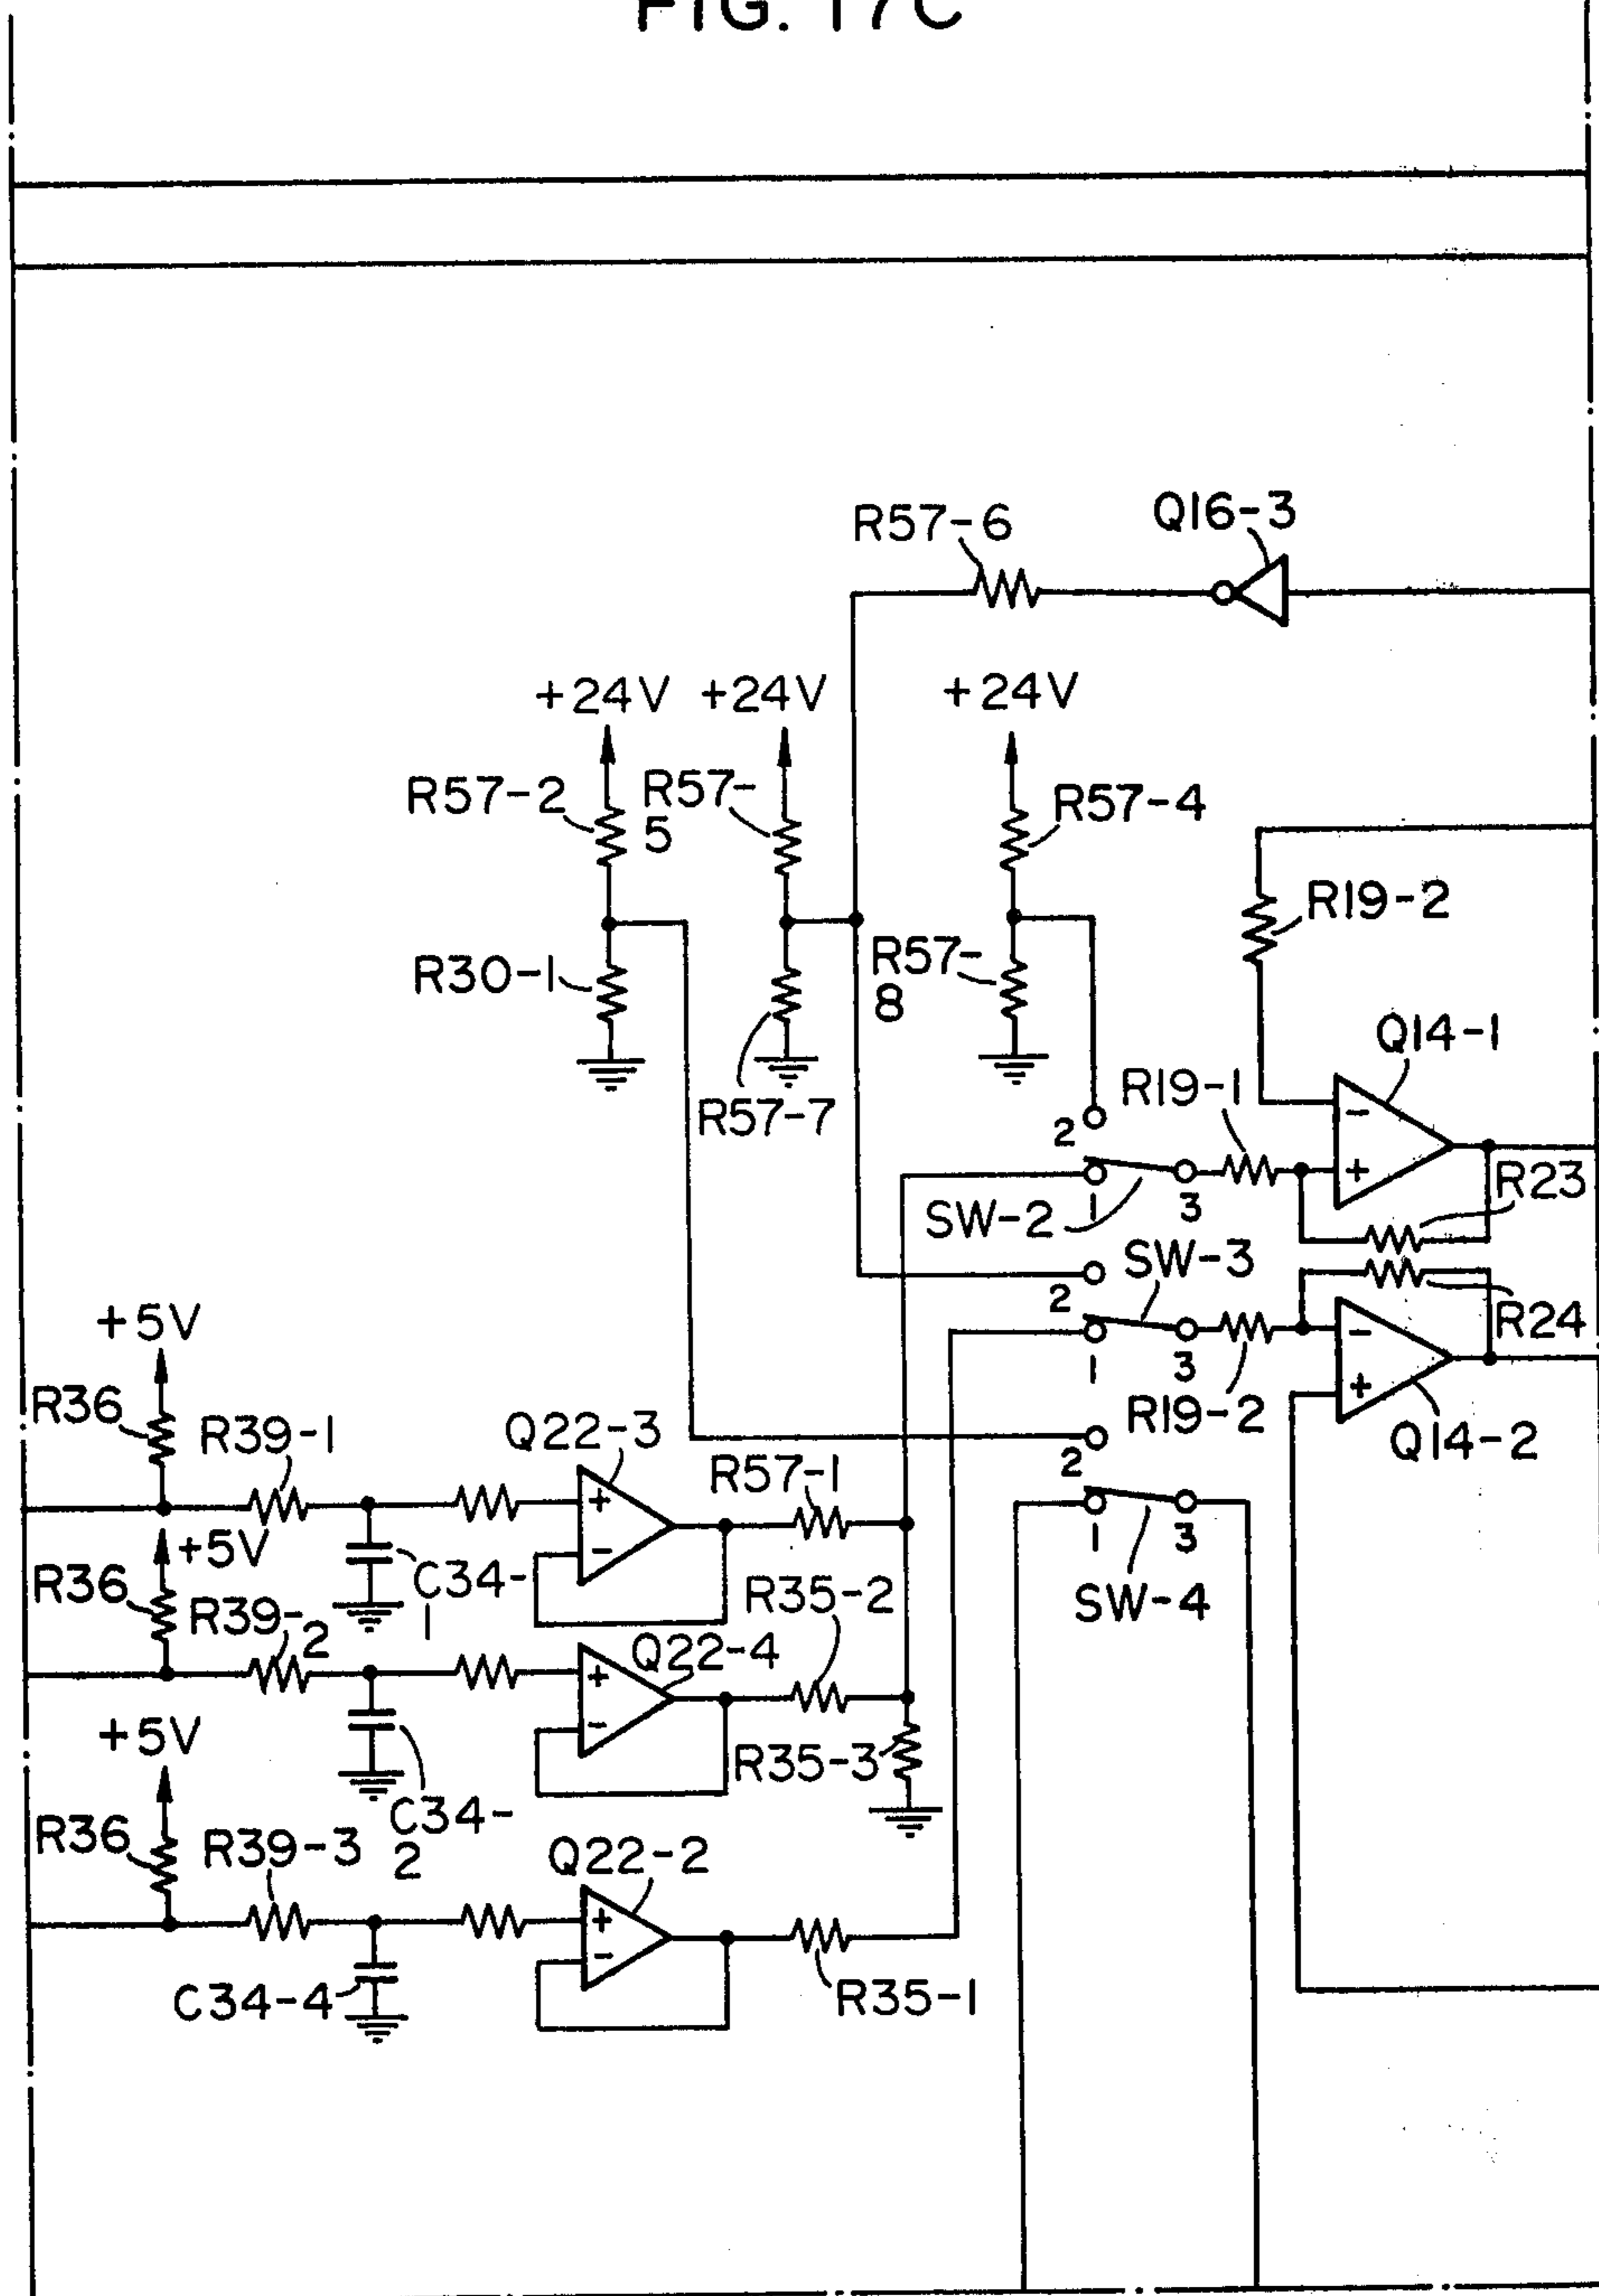 FIG. 17C
R57-6
Q16-3
+24V
+24V
+24V
R57-2
R57-
5
R57-4
R19-2
R30-1
R57-
8
R57-7
Q14-1
R19-1
2
-
+
1
3
SW-2
R23
SW-3
2
R24
+5V
1
3
-
+
R19-2
Q14-2
R36
R39-1
Q22-3
R57-1
2
+
-
1
3
SW-4
+5V
R36
R39-
2
C34-
1
R35-2
Q22-4
+
-
+5V
R35-3
C34-
2
R36
R39-3
Q22-2
+
-
C34-4
R35-1